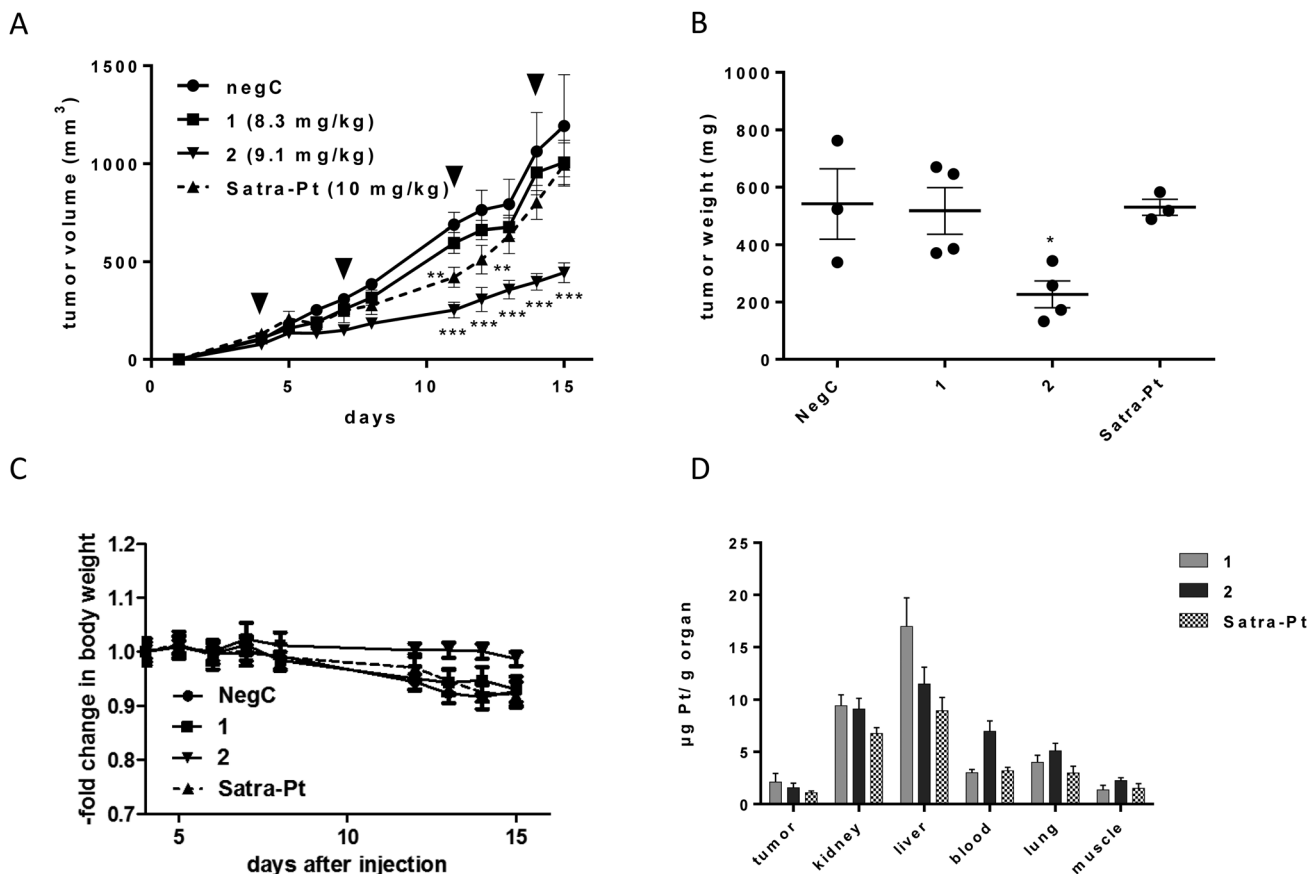 A
1500
1000
500
0
tumor volume (mm³)
negC
1 (8.3 mg/kg)
2 (9.1 mg/kg)
Satra-Pt (10 mg/kg)
**
**
***
***
***
***
***
0
5
10
15
days
B
1000
800
600
400
200
0
tumor weight (mg)
*
NegC
1
2
Satra-Pt
C
1.2
1.1
1.0
0.9
0.8
0.7
-fold change in body weight
NegC
1
2
Satra-Pt
5
10
15
days after injection
D
25
20
15
10
5
0
µg Pt/ g organ
1
2
Satra-Pt
tumor
kidney
liver
blood
lung
muscle